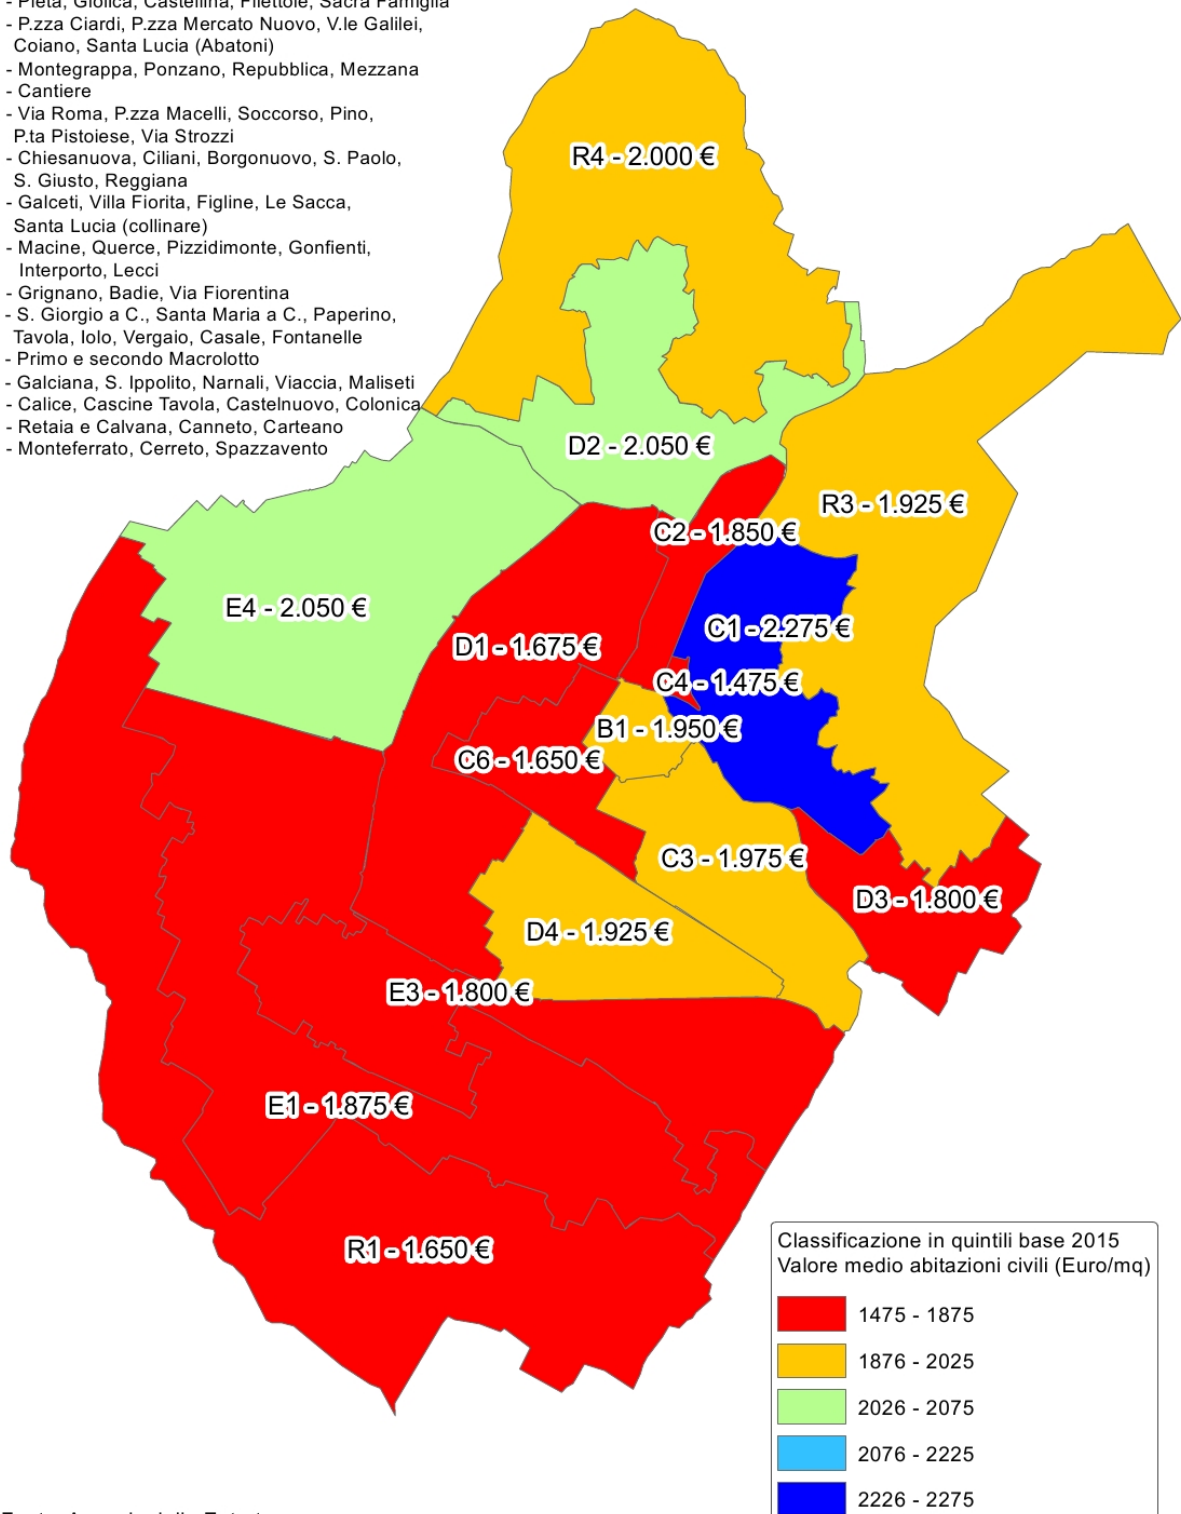 - Pietà, Giolica, Castellina, Filettole, Sacra Famiglia
- P.zza Ciardi, P.zza Mercato Nuovo, V.le Galilei,
Coiano, Santa Lucia (Abatoni)
- Montegrappa, Ponzano, Repubblica, Mezzana
- Cantiere
- Via Roma, P.zza Macelli, Soccorso, Pino,
P.ta Pistoiese, Via Strozzi
- Chiesanuova, Ciliani, Borgonuovo, S. Paolo,
S. Giusto, Reggiana
- Galceti, Villa Fiorita, Figline, Le Sacca,
Santa Lucia (collinare)
- Macine, Querce, Pizzidimonte, Gonfienti,
Interporto, Lecci
- Grignano, Badie, Via Fiorentina
- S. Giorgio a C., Santa Maria a C., Paperino,
Tavola, Iolo, Vergaio, Casale, Fontanelle
- Primo e secondo Macrolotto
- Galciana, S. Ippolito, Narnali, Viaccia, Maliseti
- Calice, Cascine Tavola, Castelnuovo, Colonica
- Retaia e Calvana, Canneto, Carteano
- Monteferrato, Cerreto, Spazzavento
R4 - 2.000 €
D2 - 2.050 €
R3 - 1.925 €
C2 - 1.850 €
E4 - 2.050 €
C1 - 2.275 €
D1 - 1.675 €
C4 - 1.475 €
B1 - 1.950 €
C6 - 1.650 €
C3 - 1.975 €
D3 - 1.800 €
D4 - 1.925 €
E3 - 1.800 €
E1 - 1.875 €
R1 - 1.650 €
Classificazione in quintili base 2015
Valore medio abitazioni civili (Euro/mq)
1475 - 1875
1876 - 2025
2026 - 2075
2076 - 2225
2226 - 2275